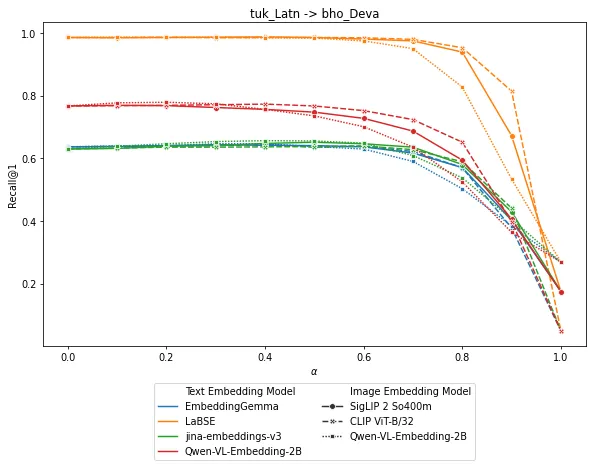 tuk_Latn -> bho_Deva
Recall@1
1.0
0.8
0.6
0.4
0.2
0.0 0.2 0.4 0.6 0.8 1.0
α
Text Embedding Model Image Embedding Model
EmbeddingGemma SigLIP 2 So400m
LaBSE CLIP ViT-B/32
jina-embeddings-v3 Qwen-VL-Embedding-2B
Qwen-VL-Embedding-2B